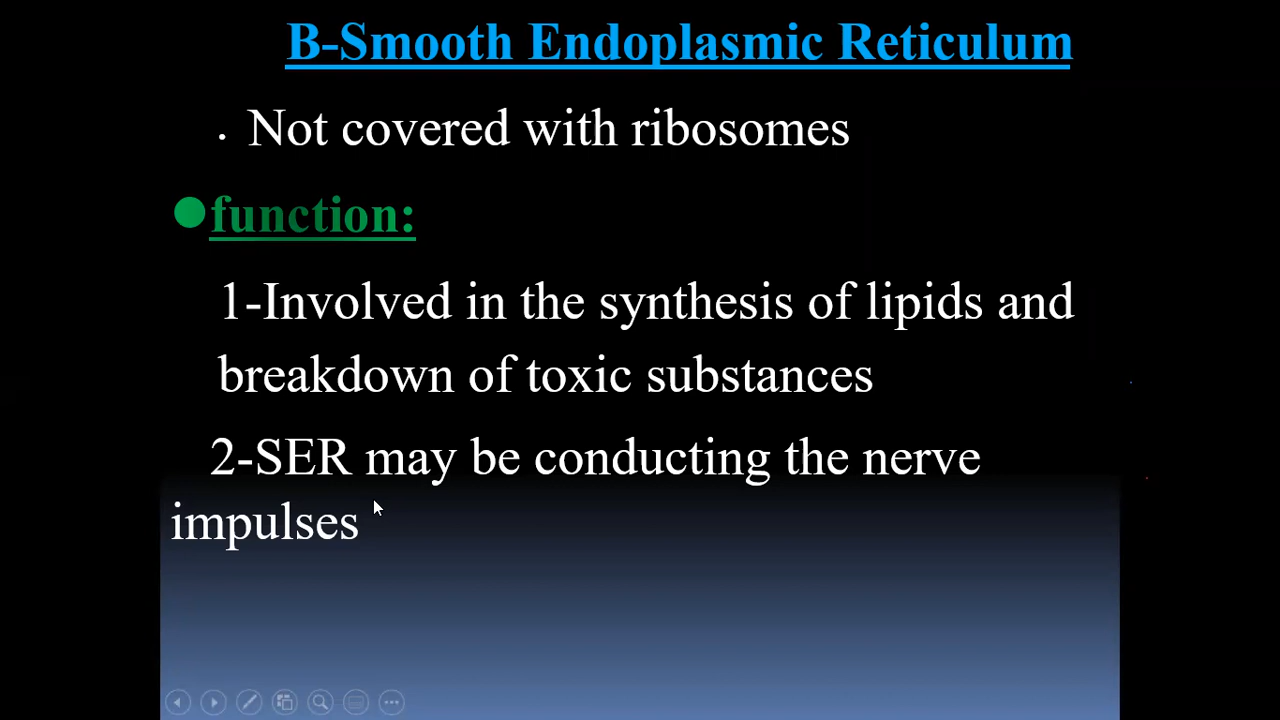 B-Smooth Endoplasmic Reticulum
• Not covered with ribosomes
●function:
1-Involved in the synthesis of lipids and
breakdown of toxic substances
2-SER may be conducting the nerve
impulses